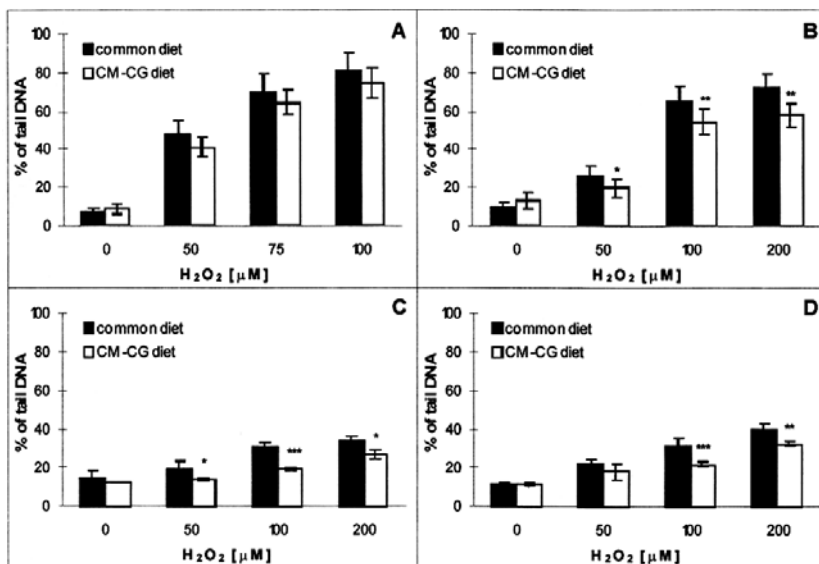 A
common diet
CM-CG diet
% of tail DNA
100
80
60
40
20
0
0 50 75 100
H₂O₂ [µM]
B
common diet
CM-CG diet
% of tail DNA
100
80
60
40
20
0
* ** **
0 50 100 200
H₂O₂ [µM]
C
common diet
CM-CG diet
% of tail DNA
100
80
60
40
20
0
* *** *
0 50 100 200
H₂O₂ [µM]
D
common diet
CM-CG diet
% of tail DNA
100
80
60
40
20
0
*** **
0 50 100 200
H₂O₂ [µM]